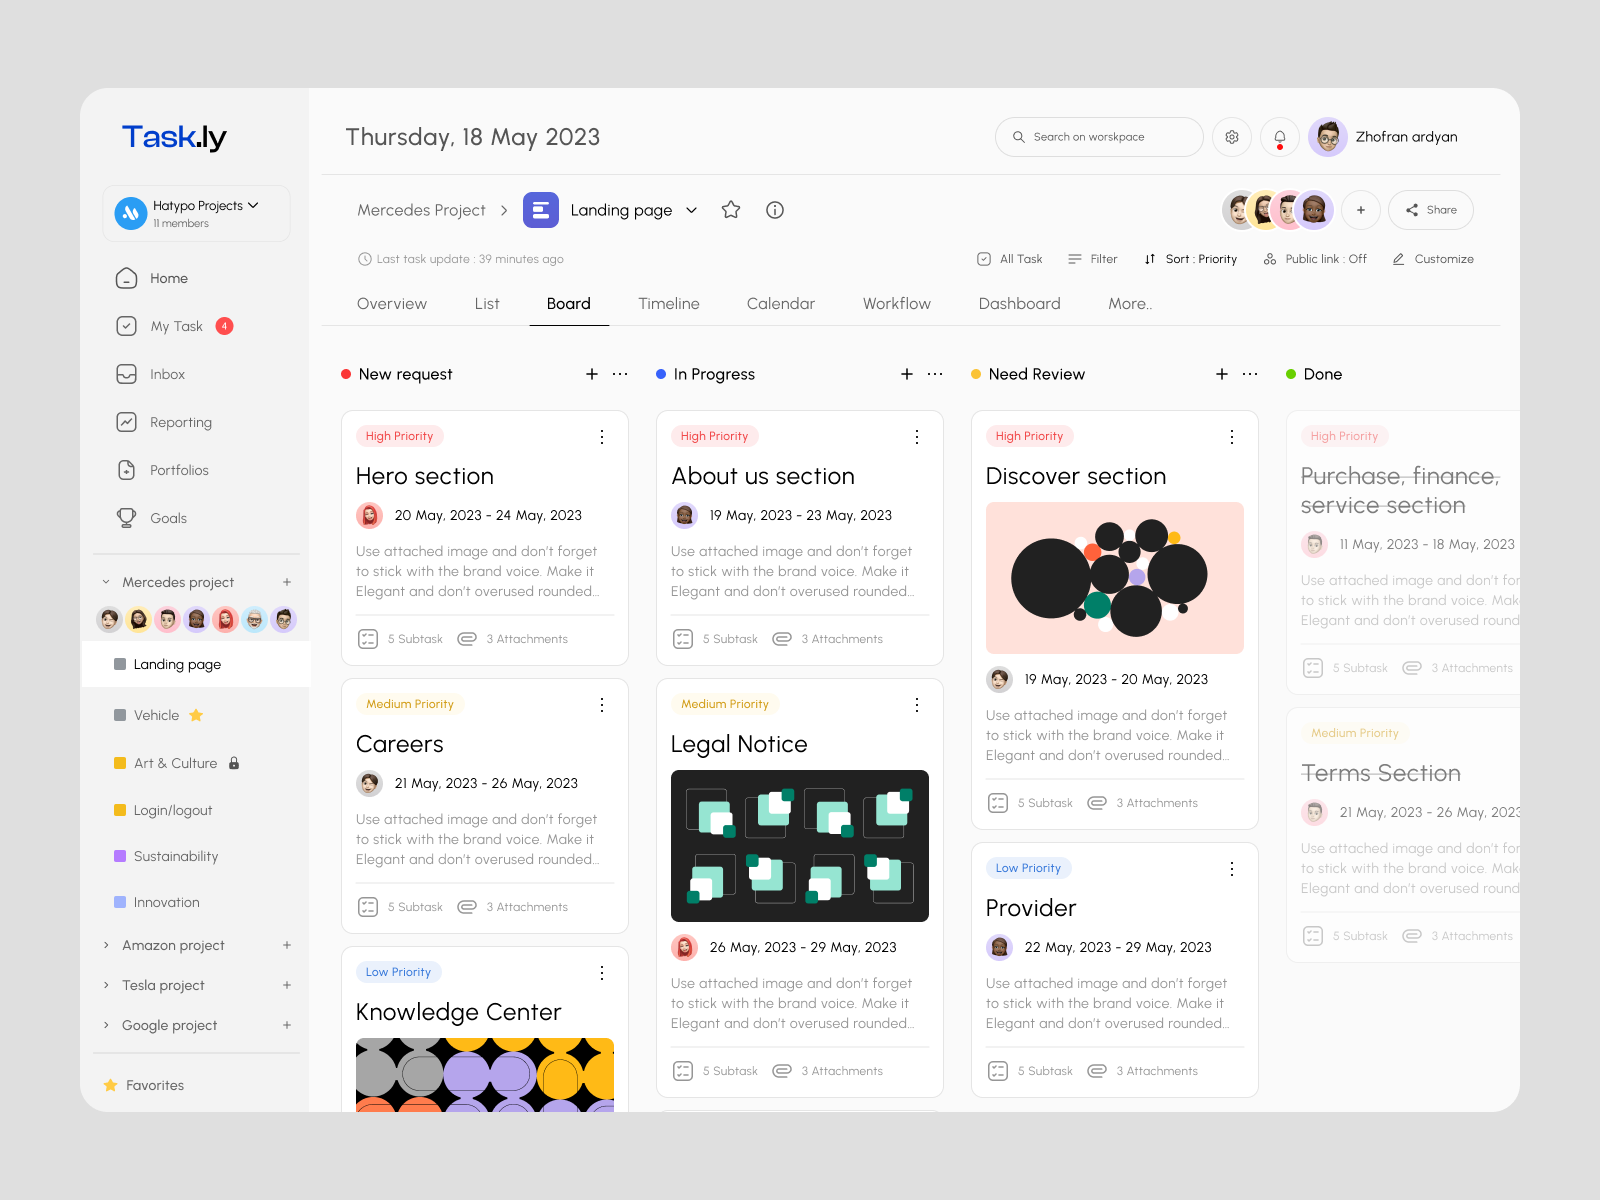 Task.ly
Hatypo Projects
11 members
Home
My Task 4
Inbox
Reporting
Portfolios
Goals
Mercedes project
Landing page
Vehicle
Art & Culture
Login/logout
Sustainability
Innovation
Amazon project
Tesla project
Google project
Favorites
Thursday, 18 May 2023
Search on worskpace
Zhofran ardyan
Mercedes Project
Landing page
Share
Last task update : 39 minutes ago
All Task
Filter
Sort : Priority
Public link : Off
Customize
Overview
List
Board
Timeline
Calendar
Workflow
Dashboard
More..
New request
High Priority
Hero section
20 May, 2023 - 24 May, 2023
Use attached image and don't forget
to stick with the brand voice. Make it
Elegant and don't overused rounded...
5 Subtask
3 Attachments
Medium Priority
Careers
21 May, 2023 - 26 May, 2023
Use attached image and don't forget
to stick with the brand voice. Make it
Elegant and don't overused rounded...
5 Subtask
3 Attachments
Low Priority
Knowledge Center
In Progress
High Priority
About us section
19 May, 2023 - 23 May, 2023
Use attached image and don't forget
to stick with the brand voice. Make it
Elegant and don't overused rounded...
5 Subtask
3 Attachments
Medium Priority
Legal Notice
26 May, 2023 - 29 May, 2023
Use attached image and don't forget
to stick with the brand voice. Make it
Elegant and don't overused rounded...
5 Subtask
3 Attachments
Need Review
High Priority
Discover section
19 May, 2023 - 20 May, 2023
Use attached image and don't forget
to stick with the brand voice. Make it
Elegant and don't overused rounded...
5 Subtask
3 Attachments
Low Priority
Provider
22 May, 2023 - 29 May, 2023
Use attached image and don't forget
to stick with the brand voice. Make it
Elegant and don't overused rounded...
5 Subtask
3 Attachments
Done
High Priority
Purchase, finance,
service section
11 May, 2023 - 18 May, 2023
Use attached image and don't for
to stick with the brand voice. Mak
Elegant and don't overused round
5 Subtask
3 Attachments
Medium Priority
Terms Section
21 May, 2023 - 26 May, 2023
Use attached image and don't for
to stick with the brand voice. Mak
Elegant and don't overused round
5 Subtask
3 Attachments